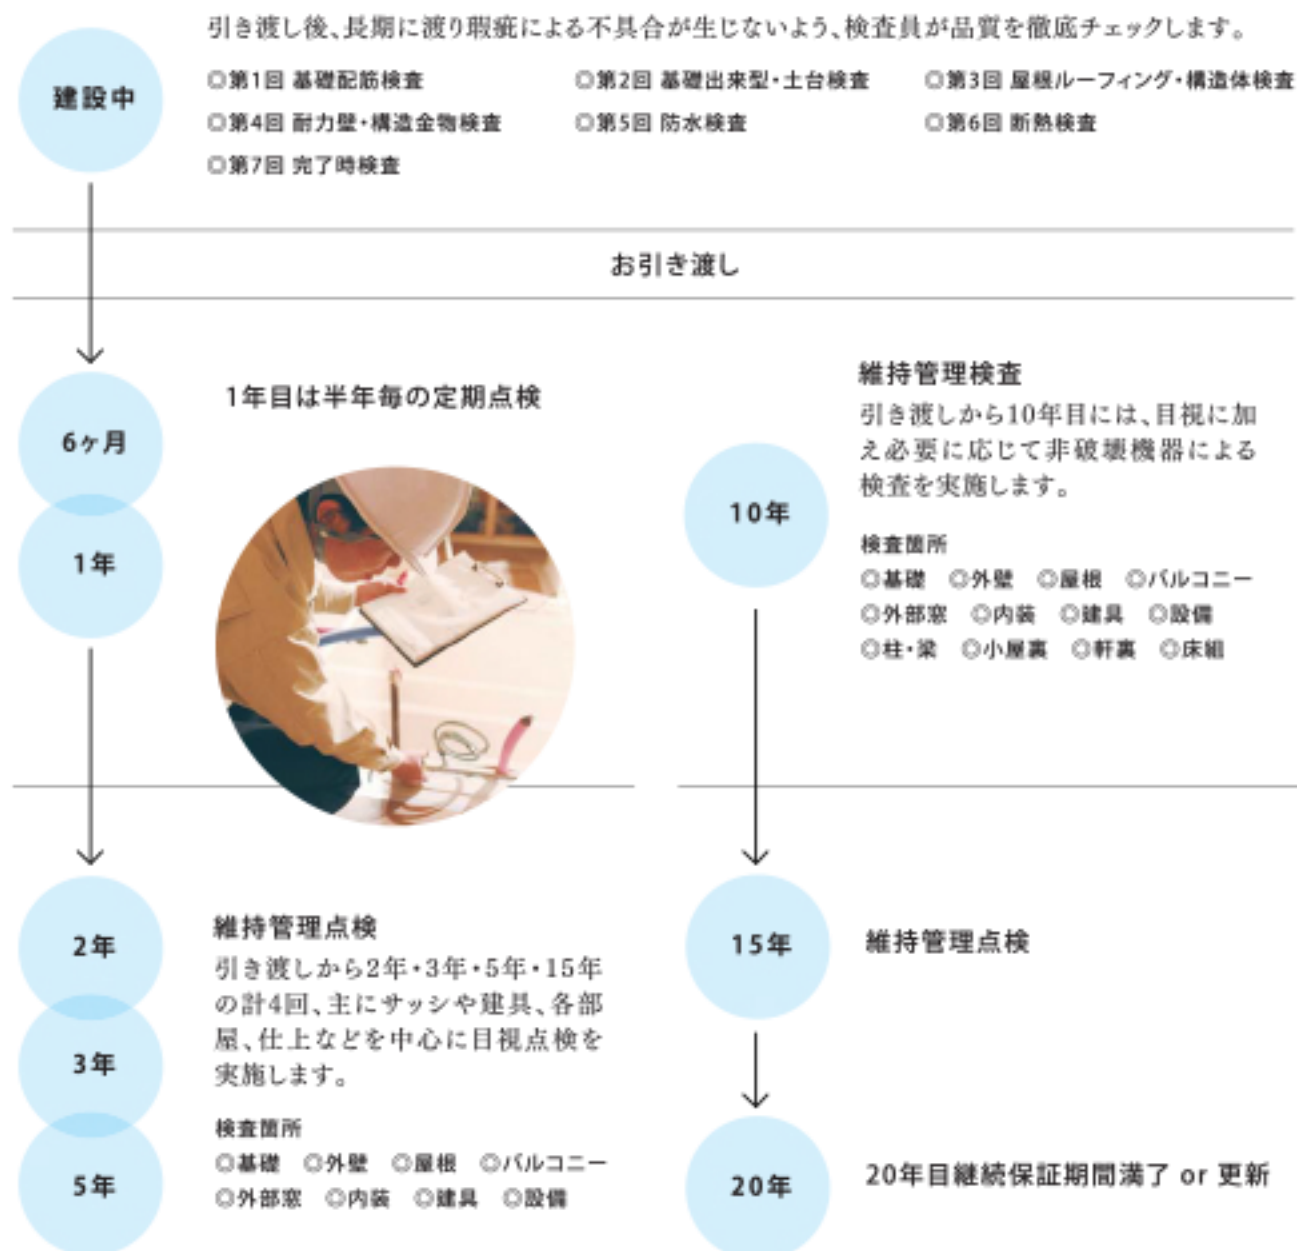 引き渡し後、長期に渡り瑕疵による不具合が生じないよう、検査員が品質を徹底チェックします。
建設中
◎第1回 基礎配筋検査 ◎第2回 基礎出来型・土台検査 ◎第3回 屋根ルーフィング・構造体検査
◎第4回 耐力壁・構造金物検査 ◎第5回 防水検査 ◎第6回 断熱検査
◎第7回 完了時検査
お引き渡し
6ヶ月
1年
1年目は半年毎の定期点検
2年
3年
5年
維持管理点検
引き渡しから2年・3年・5年・15年
の計4回、主にサッシや建具、各部
屋、仕上などを中心に目視点検を
実施します。
検査箇所
◎基礎 ◎外壁 ◎屋根 ◎バルコニー
◎外部窓 ◎内装 ◎建具 ◎設備
10年
維持管理検査
引き渡しから10年目には、目視に加
え必要に応じて非破壊機器による
検査を実施します。
検査箇所
◎基礎 ◎外壁 ◎屋根 ◎バルコニー
◎外部窓 ◎内装 ◎建具 ◎設備
◎柱・梁 ◎小屋裏 ◎軒裏 ◎床組
15年
維持管理点検
20年
20年目継続保証期間満了 or 更新